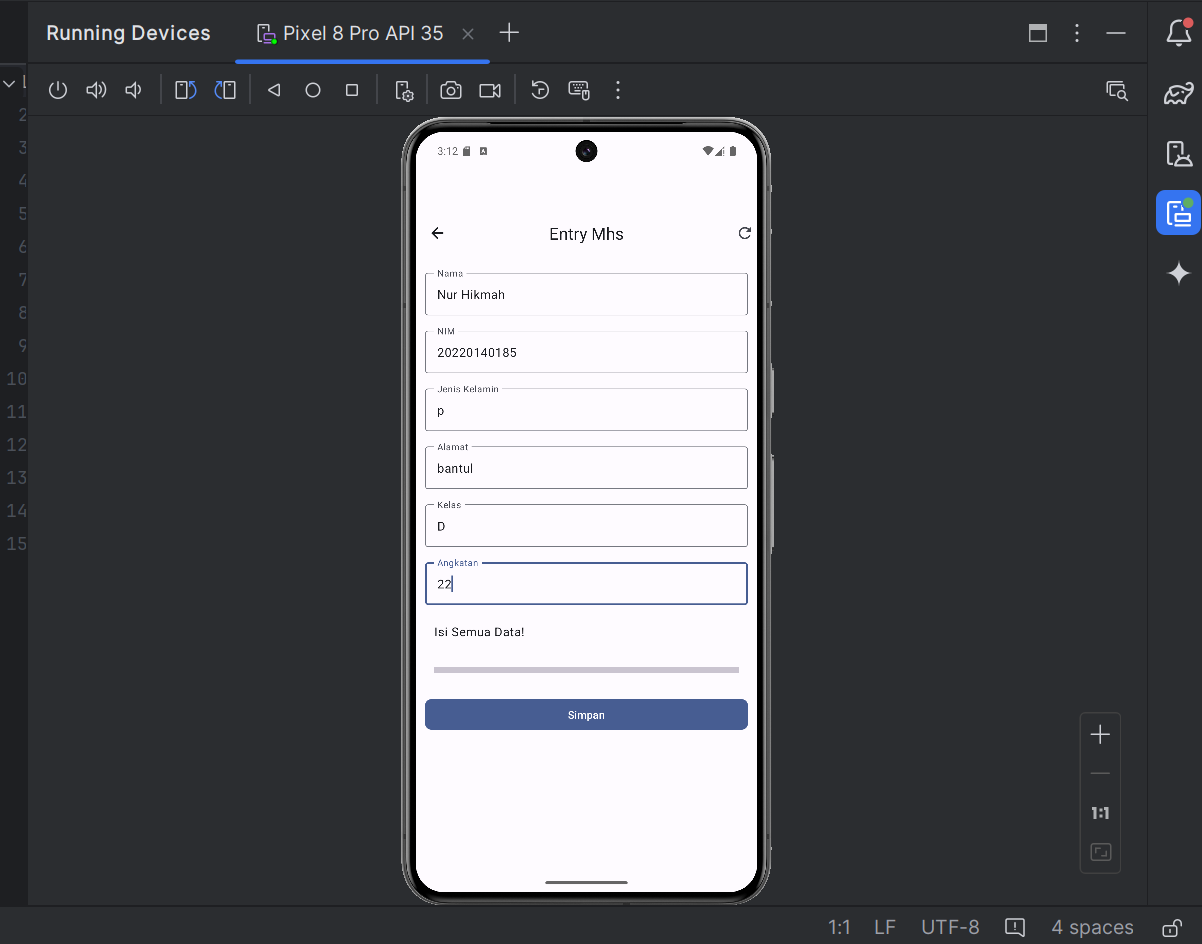 Running Devices
Pixel 8 Pro API 35
2
3
4
5
6
7
8
9
10
11
12
13
14
15
3:12
Entry Mhs
Nama
Nur Hikmah
NIM
20220140185
Jenis Kelamin
p
Alamat
bantul
Kelas
D
Angkatan
22
Isi Semua Data!
Simpan
1:1
1:1 LF UTF-8 4 spaces